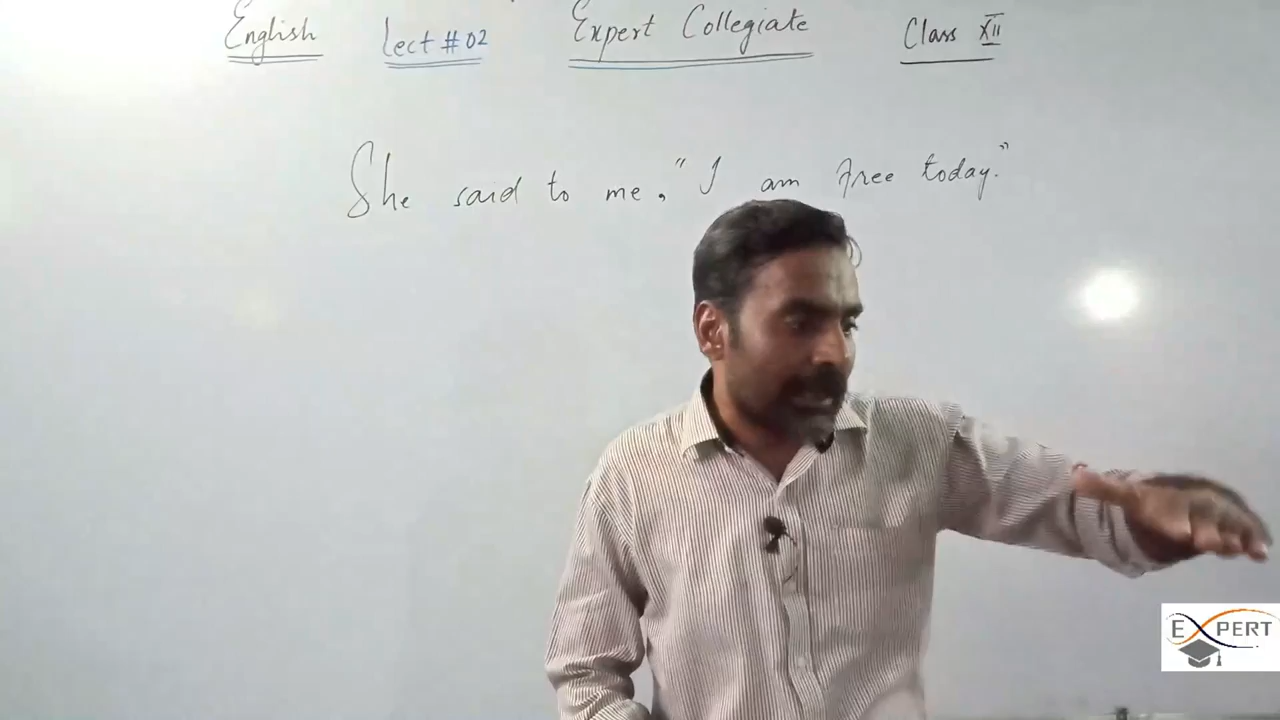 English Lect # 02 Expert Collegiate Class XII
She said to me, "I am free today."
EXPERT